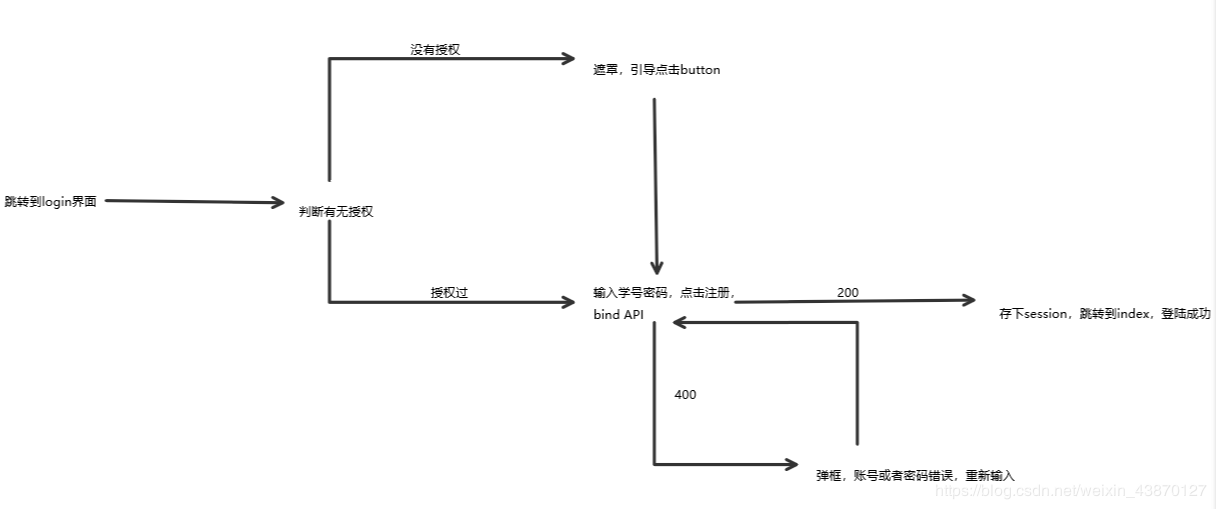 没有授权
遮罩，引导点击button
跳转到login界面
判断有无授权
授权过
输入学号密码，点击注册，
bind API
200
存下session，跳转到index，登陆成功
400
弹框，账号或者密码错误，重新输入
https://blog.csdn.net/weixin_43870127